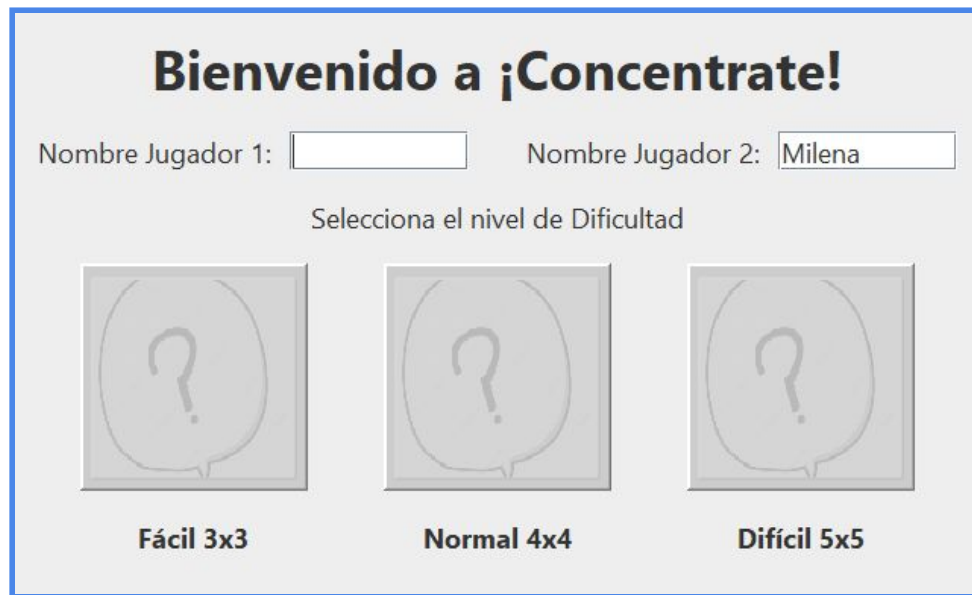 Bienvenido a ¡Concentrate!
Nombre Jugador 1: Nombre Jugador 2: Milena
Selecciona el nivel de Dificultad
? ? ?
Fácil 3x3 Normal 4x4 Difícil 5x5